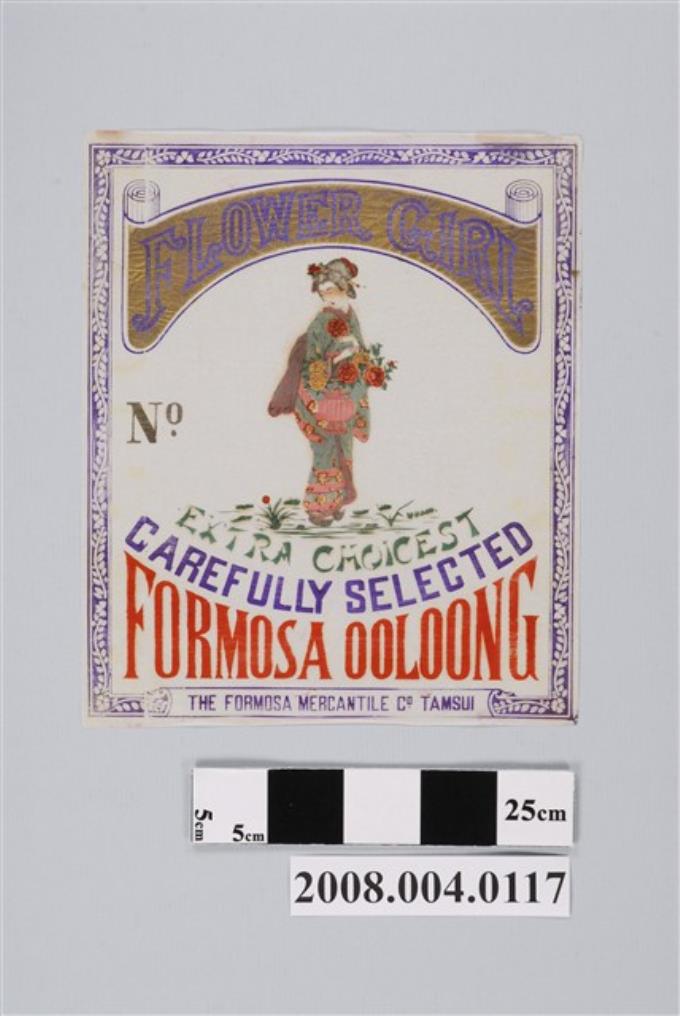 FLOWER GIRL
Nº
EXTRA CHOICEST
CAREFULLY SELECTED
FORMOSA OOLOONG
THE FORMOSA MERCANTILE Cº TAMSUI
5cm
5cm
25cm
2008.004.0117